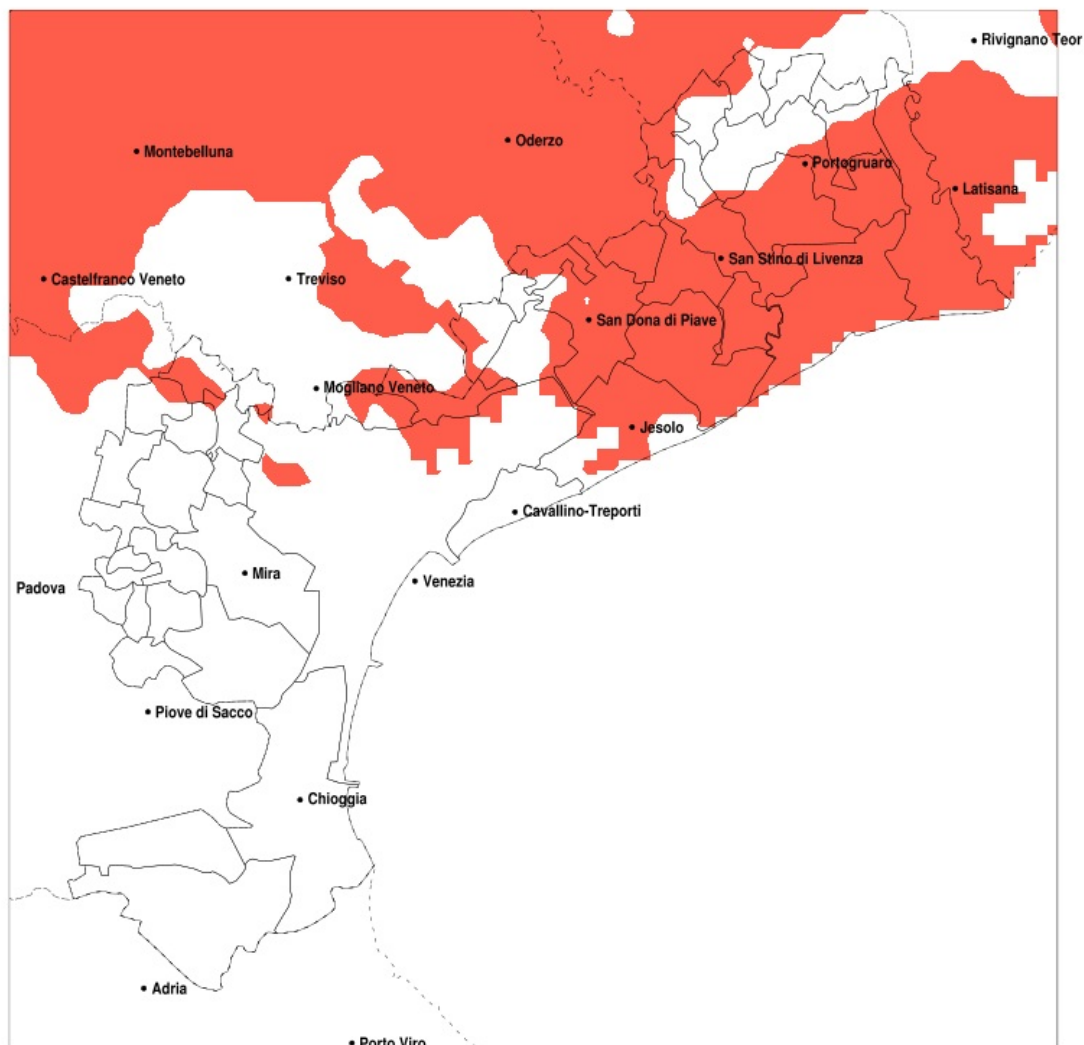 Rivignano Teor
Oderzo
Montebelluna
Portogruaro
Latisana
San Stino di Livenza
Castelfranco Veneto
Treviso
San Dona di Piave
Mogliano Veneto
Jesolo
Cavallino-Treporti
Mira
Venezia
Padova
Piove di Sacco
Chioggia
Adria
Porto Viro